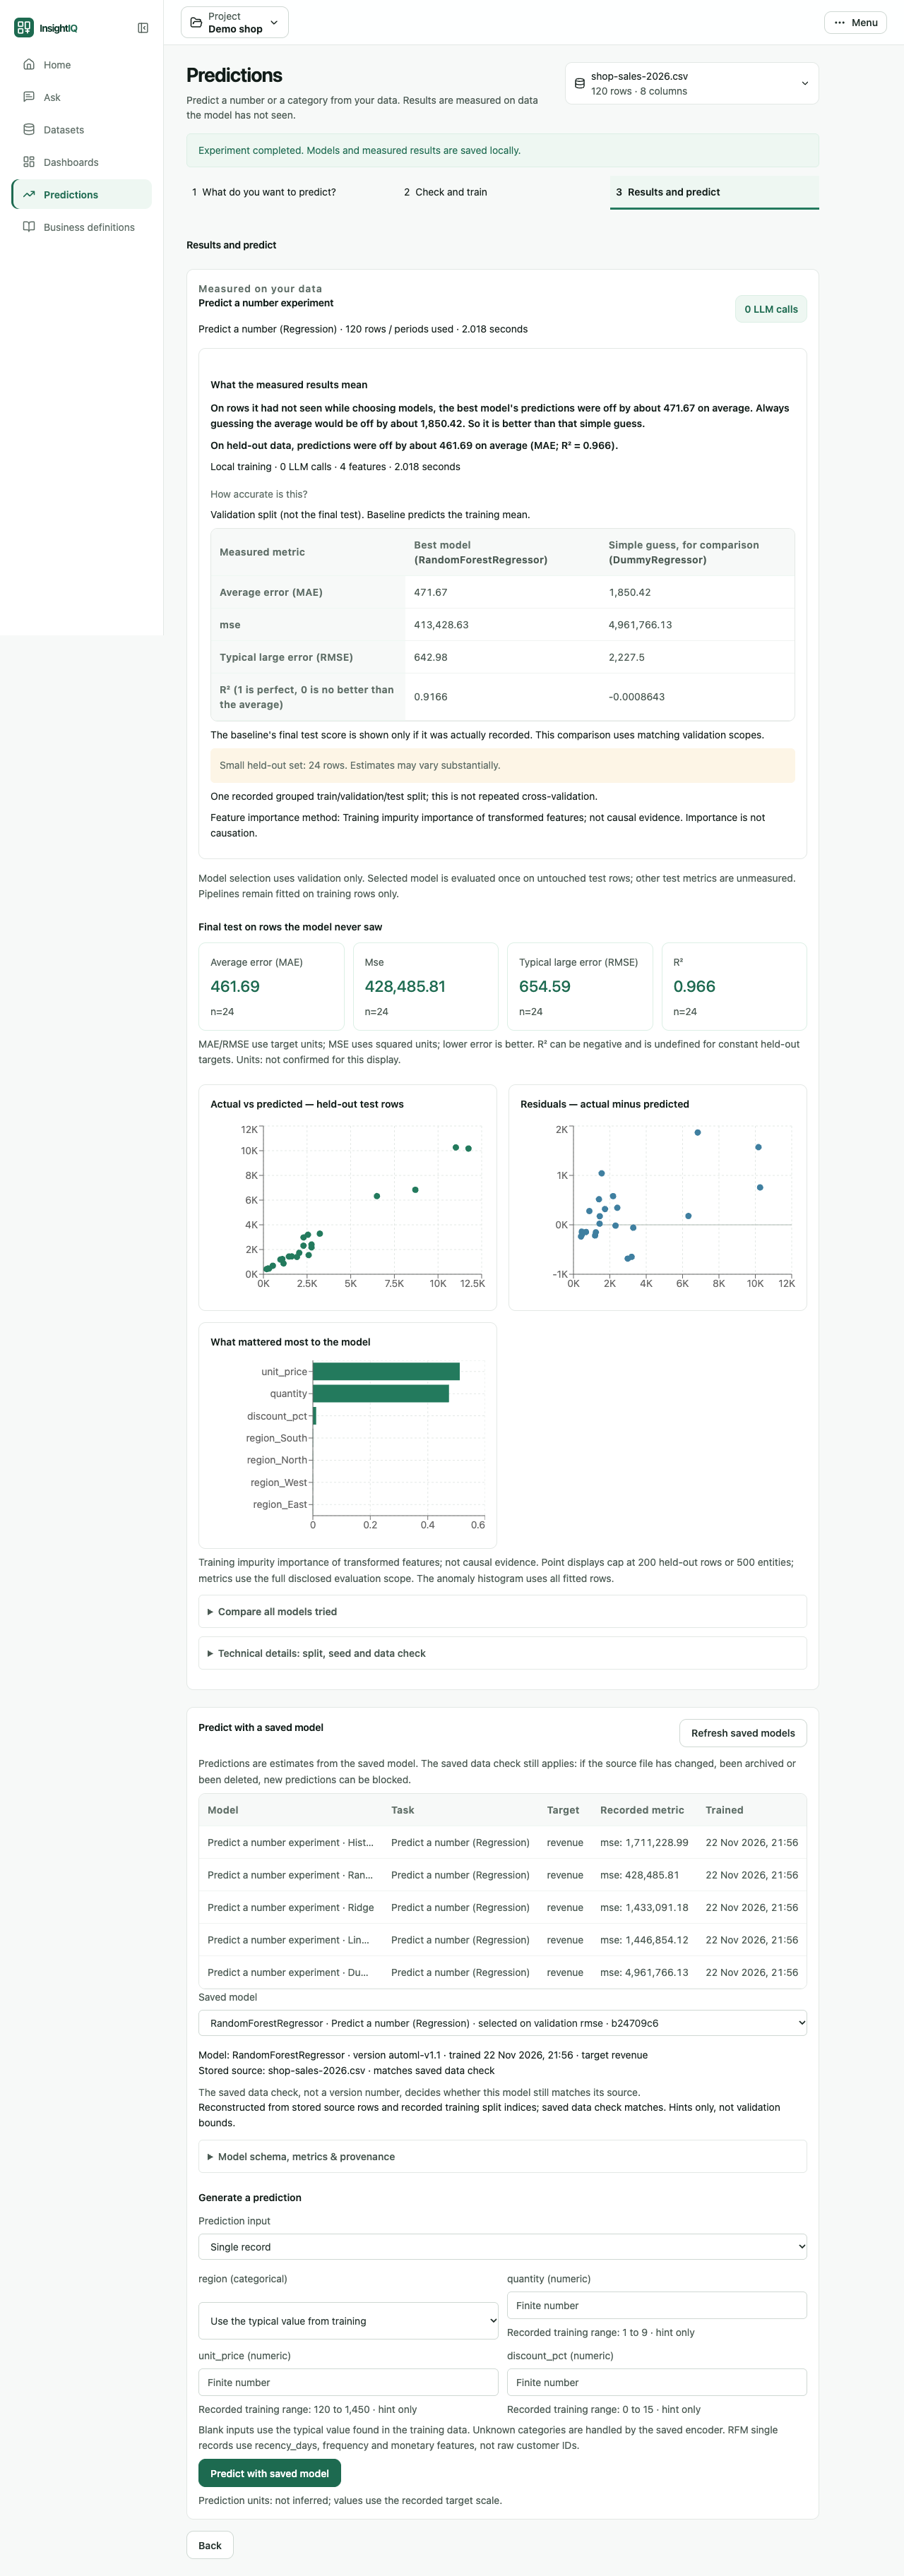 InsightIQ
Home
Ask
Datasets
Dashboards
Predictions
Business definitions
Project
Demo shop
Menu
Predictions
Predict a number or a category from your data. Results are measured on data
the model has not seen.
shop-sales-2026.csv
120 rows · 8 columns
Experiment completed. Models and measured results are saved locally.
1 What do you want to predict?
2 Check and train
3 Results and predict
Results and predict
Measured on your data
Predict a number experiment
0 LLM calls
Predict a number (Regression) · 120 rows / periods used · 2.018 seconds
What the measured results mean
On rows it had not seen while choosing models, the best model's predictions were off by about 471.67 on average. Always
guessing the average would be off by about 1,850.42. So it is better than that simple guess.
On held-out data, predictions were off by about 461.69 on average (MAE; R² = 0.966).
Local training · 0 LLM calls · 4 features · 2.018 seconds
How accurate is this?
Validation split (not the final test). Baseline predicts the training mean.
Measured metric
Best model
(RandomForestRegressor)
Simple guess, for comparison
(DummyRegressor)
Average error (MAE)
471.67
1,850.42
mse
413,428.63
4,961,766.13
Typical large error (RMSE)
642.98
2,227.5
R² (1 is perfect, 0 is no better than
the average)
0.9166
-0.0008643
The baseline's final test score is shown only if it was actually recorded. This comparison uses matching validation scopes.
Small held-out set: 24 rows. Estimates may vary substantially.
One recorded grouped train/validation/test split; this is not repeated cross-validation.
Feature importance method: Training impurity importance of transformed features; not causal evidence. Importance is not
causation.
Model selection uses validation only. Selected model is evaluated once on untouched test rows; other test metrics are unmeasured.
Pipelines remain fitted on training rows only.
Final test on rows the model never saw
Average error (MAE)
461.69
n=24
Mse
428,485.81
n=24
Typical large error (RMSE)
654.59
n=24
R²
0.966
n=24
MAE/RMSE use target units; MSE uses squared units; lower error is better. R² can be negative and is undefined for constant held-out
targets. Units: not confirmed for this display.
Actual vs predicted — held-out test rows
12K
10K
8K
6K
4K
2K
0K
0K 2.5K 5K 7.5K 10K 12.5K
Residuals — actual minus predicted
2K
1K
0K
-1K
0K 2K 4K 6K 8K 10K 12K
What mattered most to the model
unit_price
quantity
discount_pct
region_South
region_North
region_West
region_East
0 0.2 0.4 0.6
Training impurity importance of transformed features; not causal evidence. Point displays cap at 200 held-out rows or 500 entities;
metrics use the full disclosed evaluation scope. The anomaly histogram uses all fitted rows.
Compare all models tried
Technical details: split, seed and data check
Predict with a saved model
Refresh saved models
Predictions are estimates from the saved model. The saved data check still applies: if the source file has changed, been archived or
been deleted, new predictions can be blocked.
Model Task Target Recorded metric Trained
Predict a number experiment · Hist... Predict a number (Regression) revenue mse: 1,711,228.99 22 Nov 2026, 21:56
Predict a number experiment · Ran... Predict a number (Regression) revenue mse: 428,485.81 22 Nov 2026, 21:56
Predict a number experiment · Ridge Predict a number (Regression) revenue mse: 1,433,091.18 22 Nov 2026, 21:56
Predict a number experiment · Lin... Predict a number (Regression) revenue mse: 1,446,854.12 22 Nov 2026, 21:56
Predict a number experiment · Du... Predict a number (Regression) revenue mse: 4,961,766.13 22 Nov 2026, 21:56
Saved model
RandomForestRegressor · Predict a number (Regression) · selected on validation rmse · b24709c6
Model: RandomForestRegressor · version automl-v1.1 · trained 22 Nov 2026, 21:56 · target revenue
Stored source: shop-sales-2026.csv · matches saved data check
The saved data check, not a version number, decides whether this model still matches its source.
Reconstructed from stored source rows and recorded training split indices; saved data check matches. Hints only, not validation
bounds.
Model schema, metrics & provenance
Generate a prediction
Prediction input
Single record
region (categorical)
Use the typical value from training
quantity (numeric)
Finite number
Recorded training range: 1 to 9 · hint only
unit_price (numeric)
Finite number
Recorded training range: 120 to 1,450 · hint only
discount_pct (numeric)
Finite number
Recorded training range: 0 to 15 · hint only
Blank inputs use the typical value found in the training data. Unknown categories are handled by the saved encoder. RFM single
records use recency_days, frequency and monetary features, not raw customer IDs.
Predict with saved model
Prediction units: not inferred; values use the recorded target scale.
Back